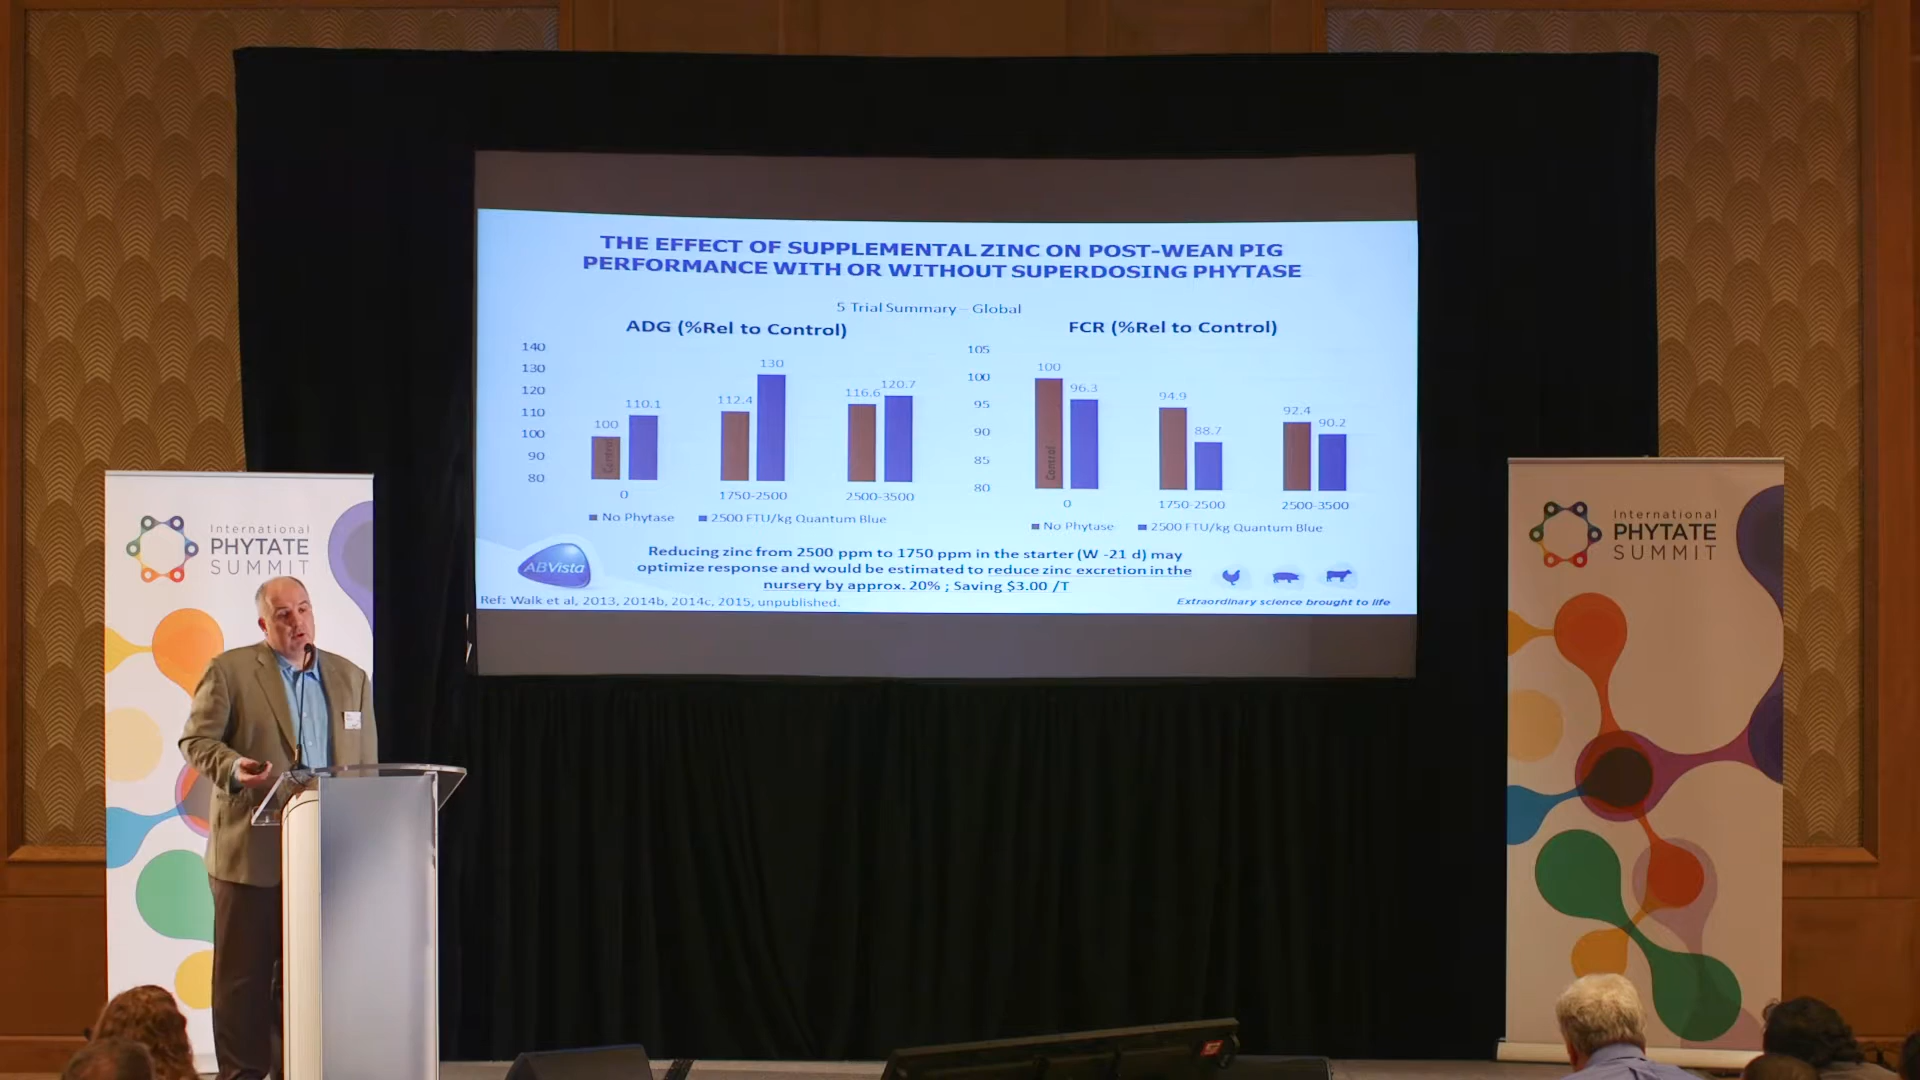 THE EFFECT OF SUPPLEMENTAL ZINC ON POST-WEAN PIG
PERFORMANCE WITH OR WITHOUT SUPERDOSING PHYTASE
5 Trial Summary – Global
ADG (%Rel to Control)
140
130
120
110
100
90
80
100
110.1
112.4
130
116.6
120.7
Control
0
1750-2500
2500-3500
No Phytase
2500 FTU/kg Quantum Blue
FCR (%Rel to Control)
105
100
95
90
85
80
100
96.3
94.9
88.7
92.4
90.2
Control
0
1750-2500
2500-3500
No Phytase
2500 FTU/kg Quantum Blue
ABVista
Reducing zinc from 2500 ppm to 1750 ppm in the starter (W -21 d) may
optimize response and would be estimated to reduce zinc excretion in the
nursery by approx. 20% ; Saving $3.00 /T
Ref: Walk et al, 2013, 2014b, 2014c, 2015, unpublished.
Extraordinary science brought to life
International
PHYTATE
SUMMIT
International
PHYTATE
SUMMIT